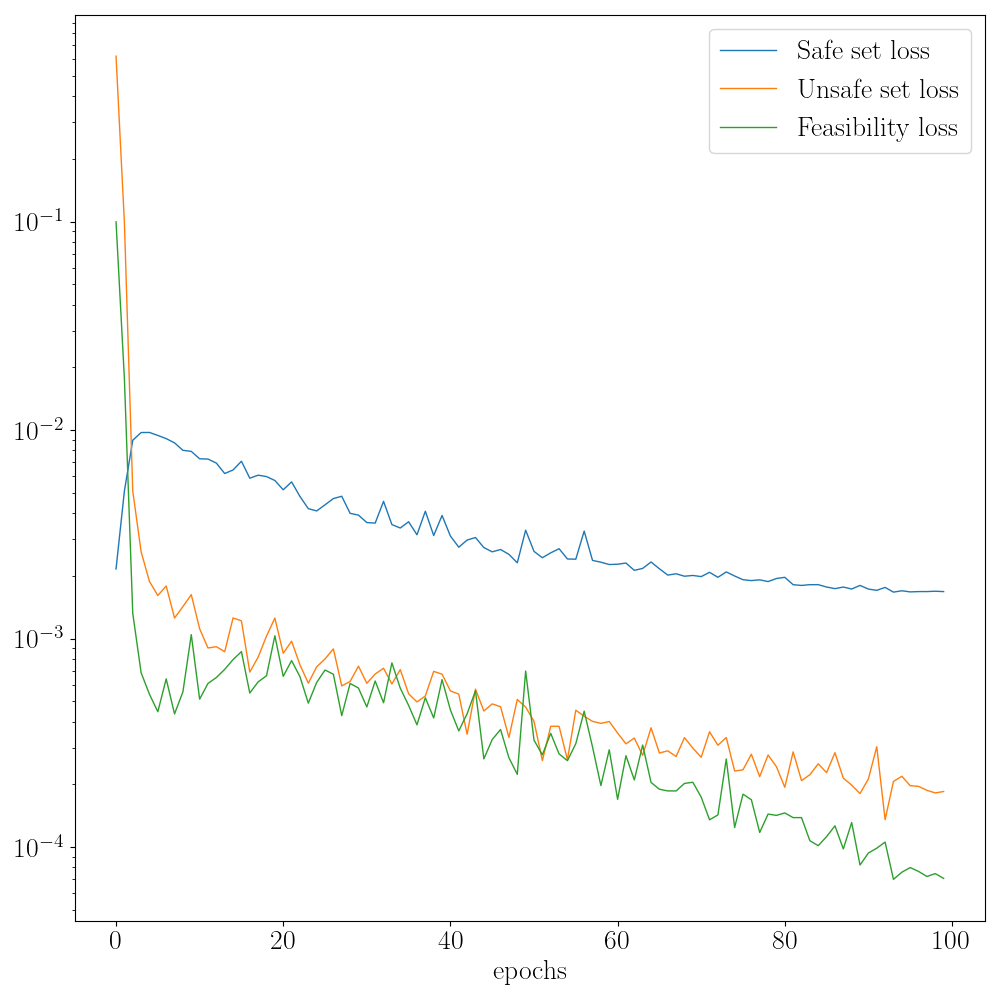 Safe set loss
Unsafe set loss
Feasibility loss
10⁻¹
10⁻²
10⁻³
10⁻⁴
0 20 40 60 80 100
epochs